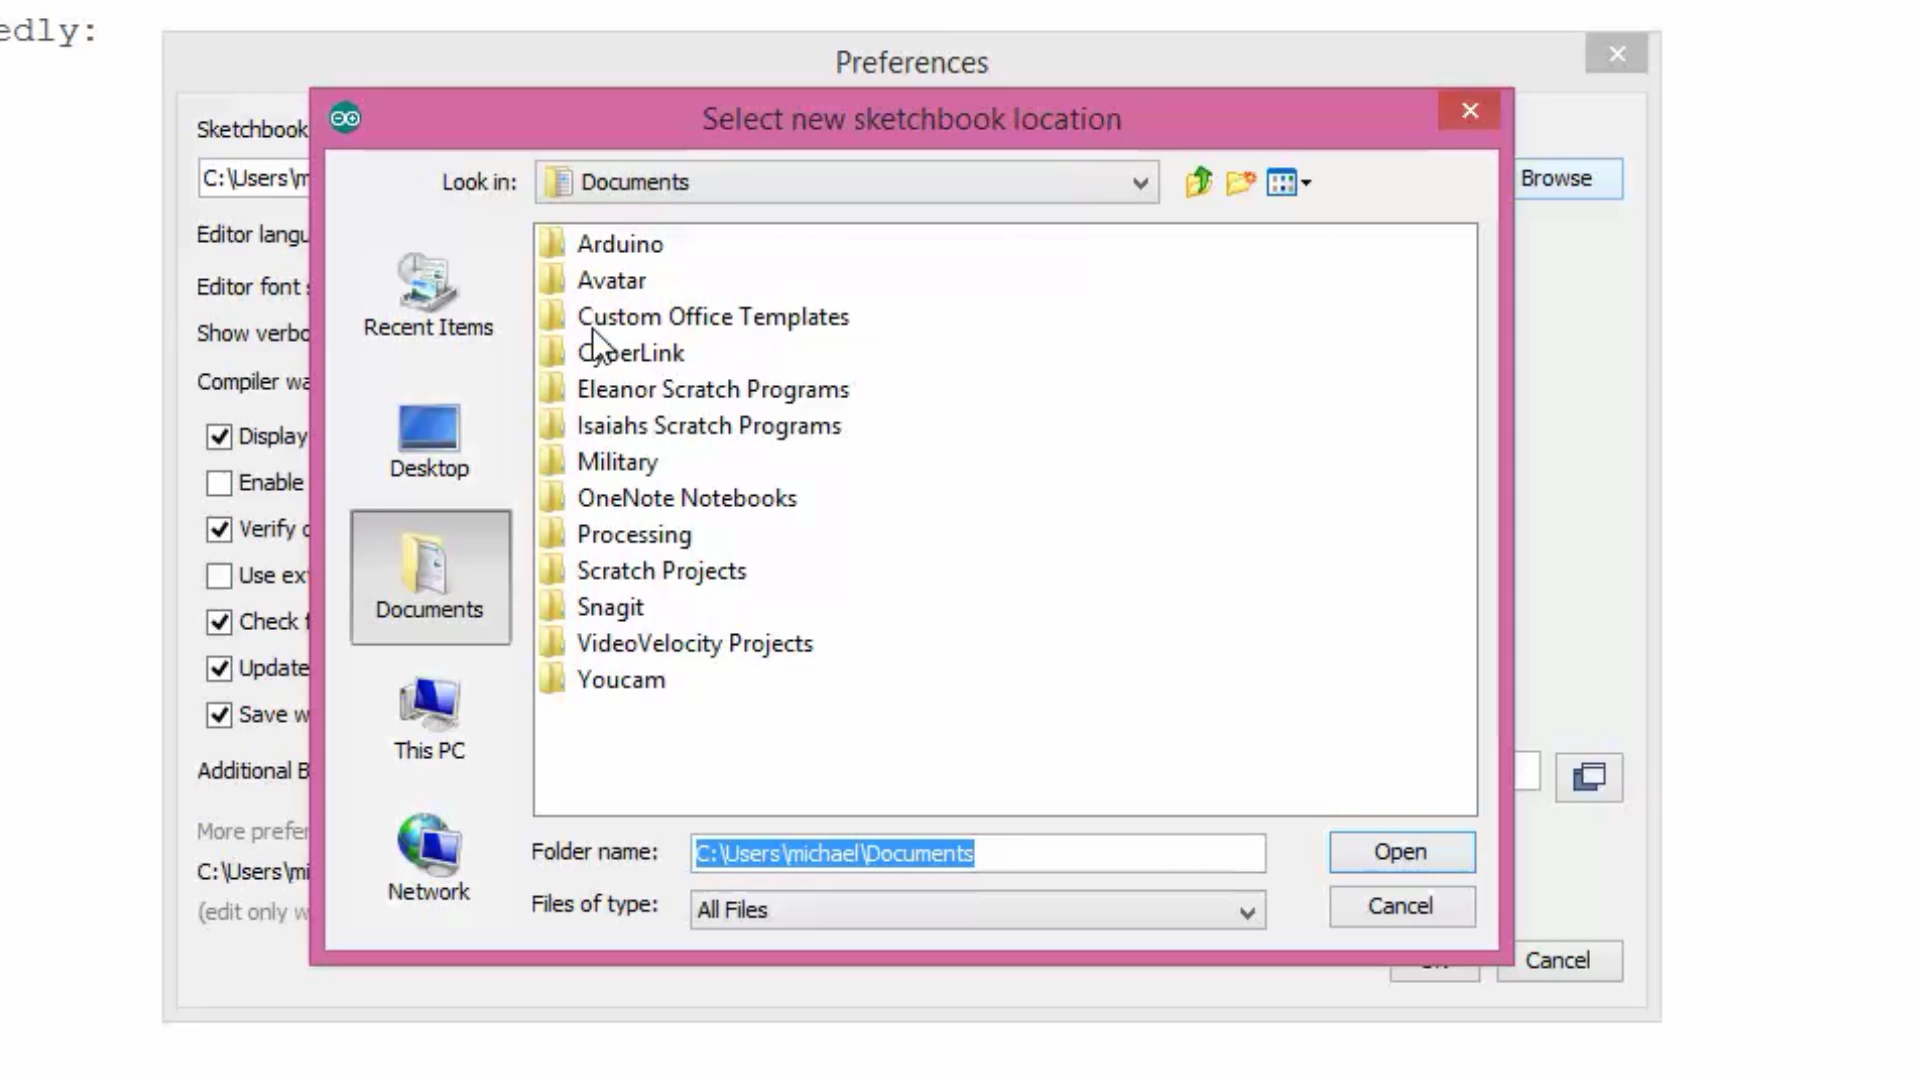 edly:
Preferences
Select new sketchbook location
Sketchbook
C:\Users\m
Browse
Look in:
Documents
Editor langu
Editor font s
Show verbo
Compiler wa
Display
Enable
Verify c
Use ex
Check f
Update
Save w
Additional B
More prefer
C:\Users\mi
(edit only w
Recent Items
Desktop
Documents
This PC
Network
Arduino
Avatar
Custom Office Templates
CyberLink
Eleanor Scratch Programs
Isaiahs Scratch Programs
Military
OneNote Notebooks
Processing
Scratch Projects
Snagit
VideoVelocity Projects
Youcam
Folder name:
C:\Users\michael\Documents
Open
Files of type:
All Files
Cancel
Cancel